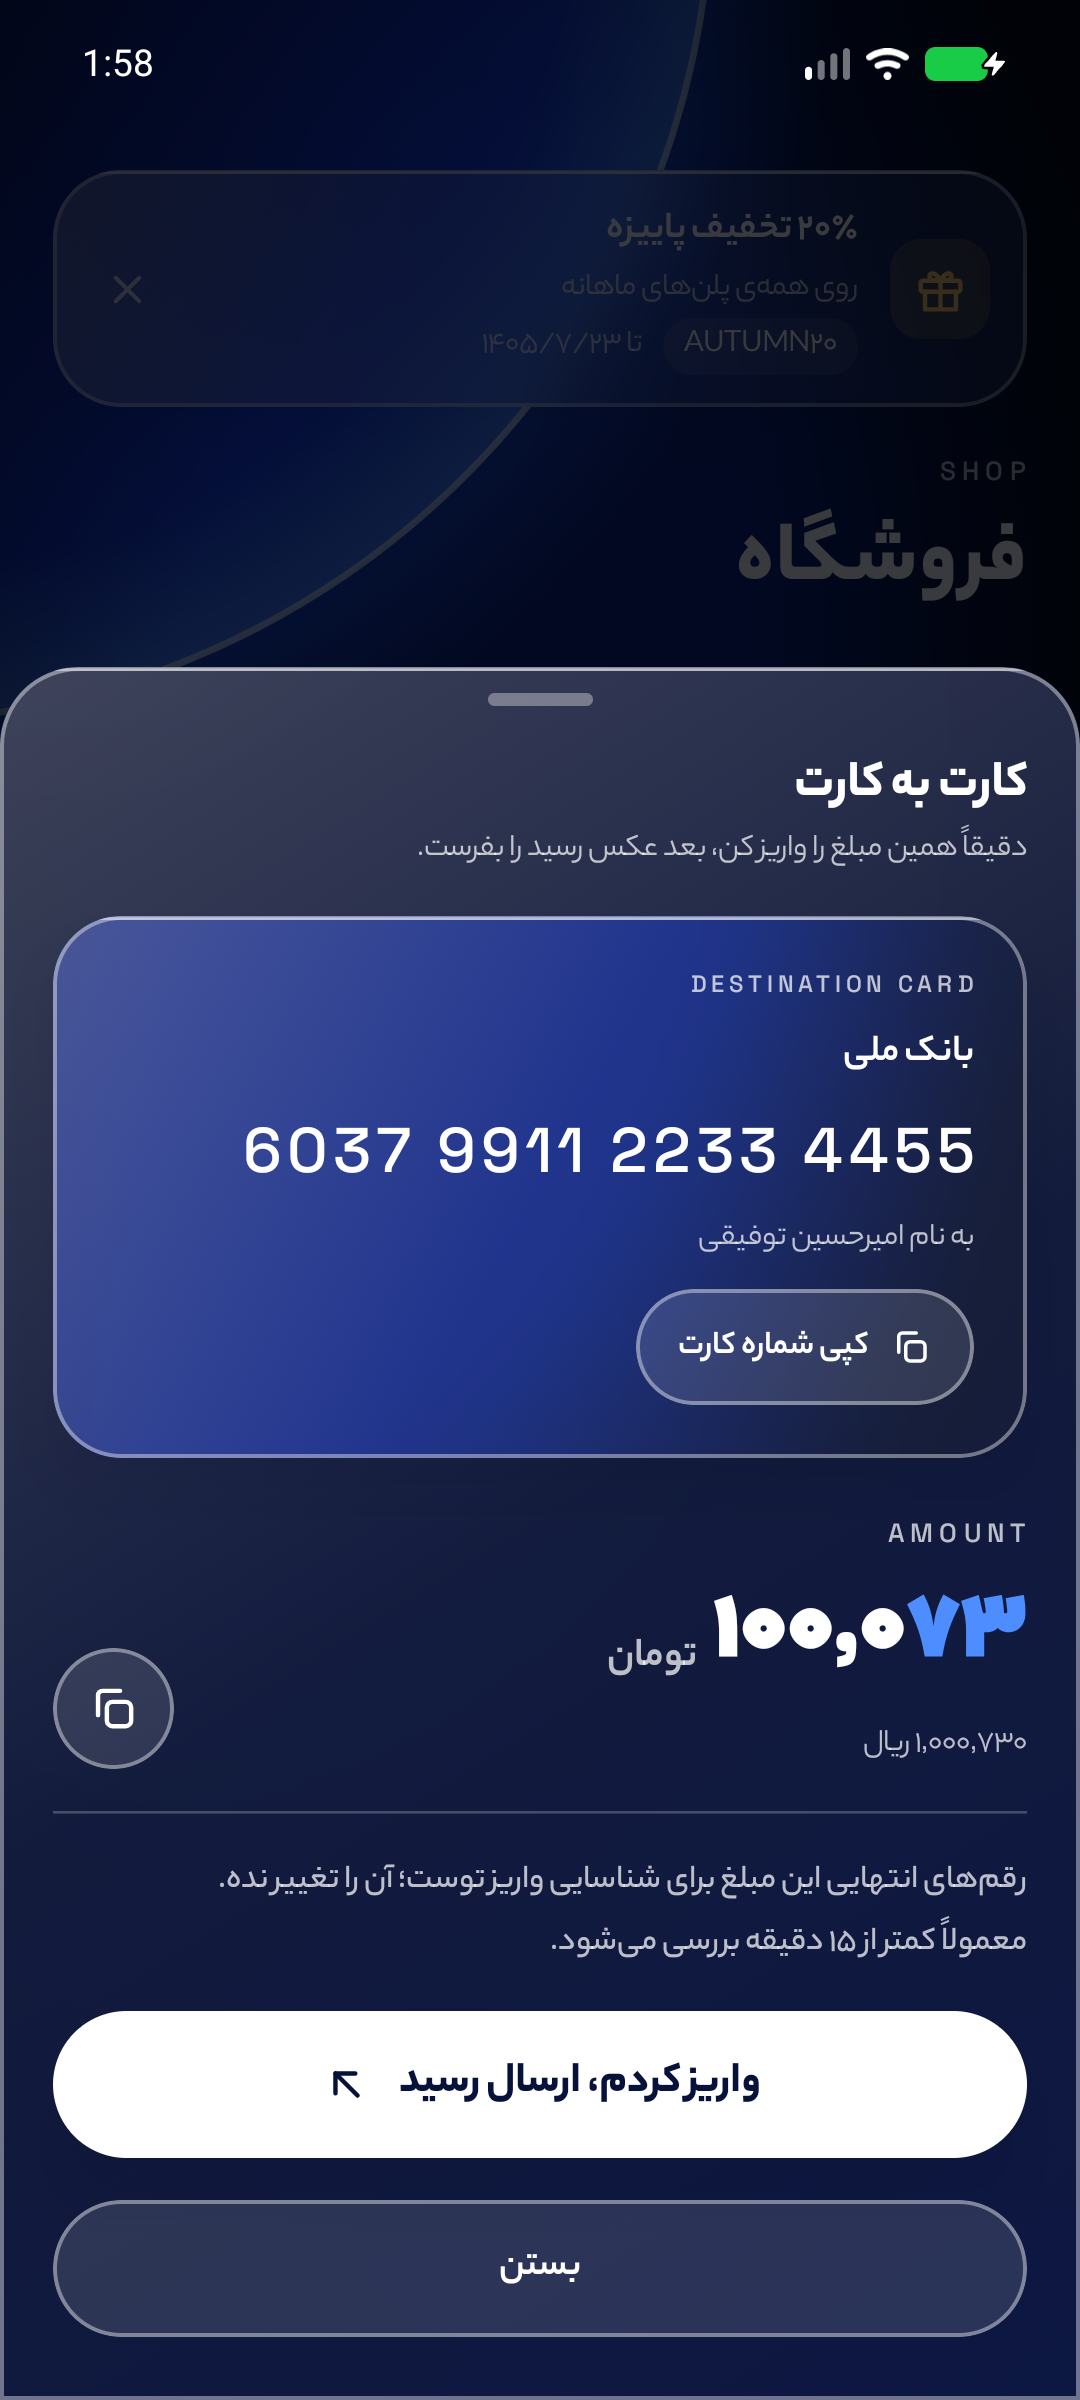 1:58
۲۰% تخفیف پاییزه
روی همه‌ی پلن‌های ماهانه
AUTUMN۲۰ تا ۱۴۰۵/۷/۲۳
SHOP
فروشگاه
کارت به کارت
دقیقاً همین مبلغ را واریز کن، بعد عکس رسید را بفرست.
DESTINATION CARD
بانک ملی
6037 9911 2233 4455
به نام امیرحسین توفیقی
کپی شماره کارت
AMOUNT
۱۰۰,۰۷۳ تومان
۱,۰۰۰,۷۳۰ ریال
رقم‌های انتهایی این مبلغ برای شناسایی واریز توست؛ آن را تغییر نده.
معمولاً کمتر از ۱۵ دقیقه بررسی می‌شود.
واریز کردم، ارسال رسید
بستن